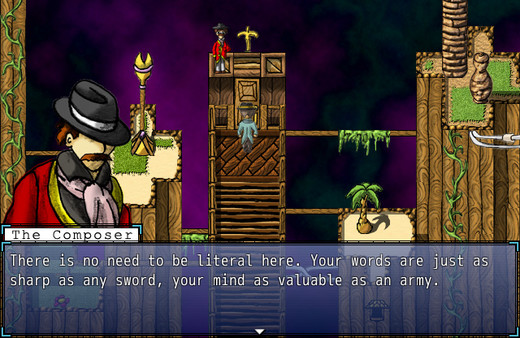 The Composer
There is no need to be literal here. Your words are just as
sharp as any sword, your mind as valuable as an army.